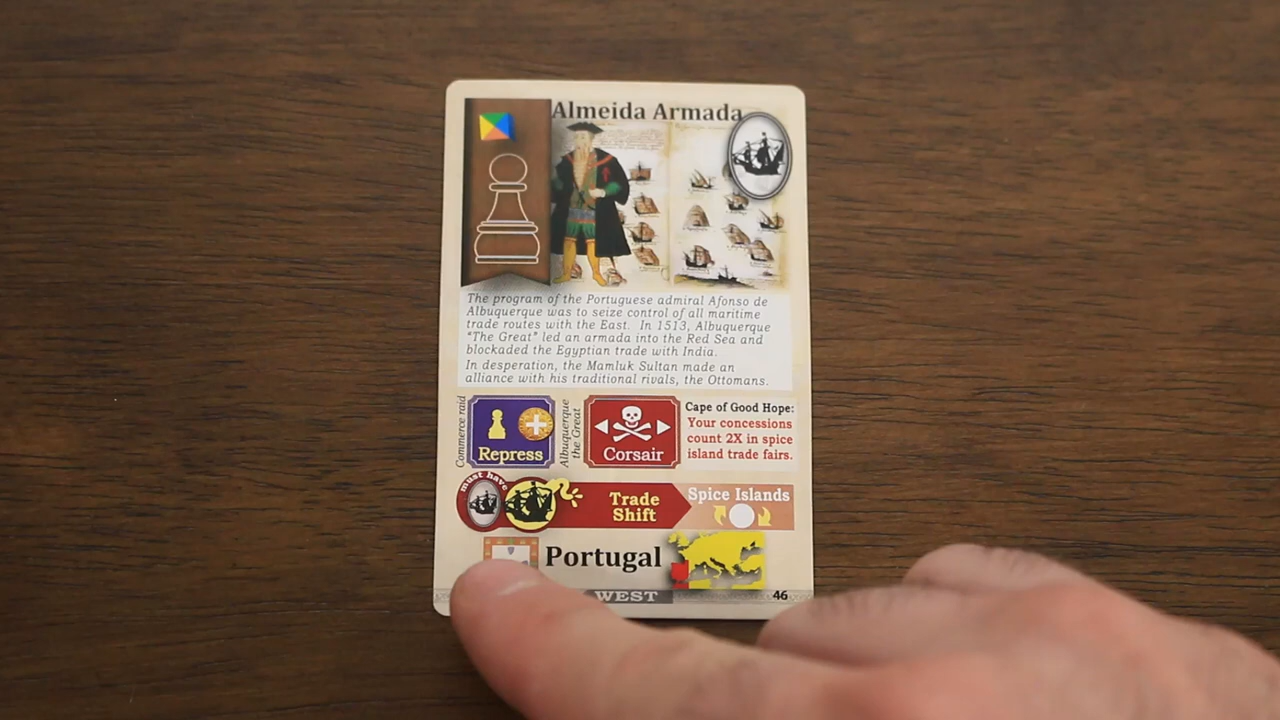 Almeida Armada
The program of the Portuguese admiral Afonso de
Albuquerque was to seize control of all maritime
trade routes with the East. In 1513, Albuquerque
"The Great" led an armada into the Red Sea and
blockaded the Egyptian trade with India.
In desperation, the Mamluk Sultan made an
alliance with his traditional rivals, the Ottomans.
Commerce raid
Repress
Albuquerque
the Great
Corsair
Cape of Good Hope:
Your concessions
count 2X in spice
island trade fairs.
must have
Trade
Shift
Spice Islands
Portugal
WEST
46